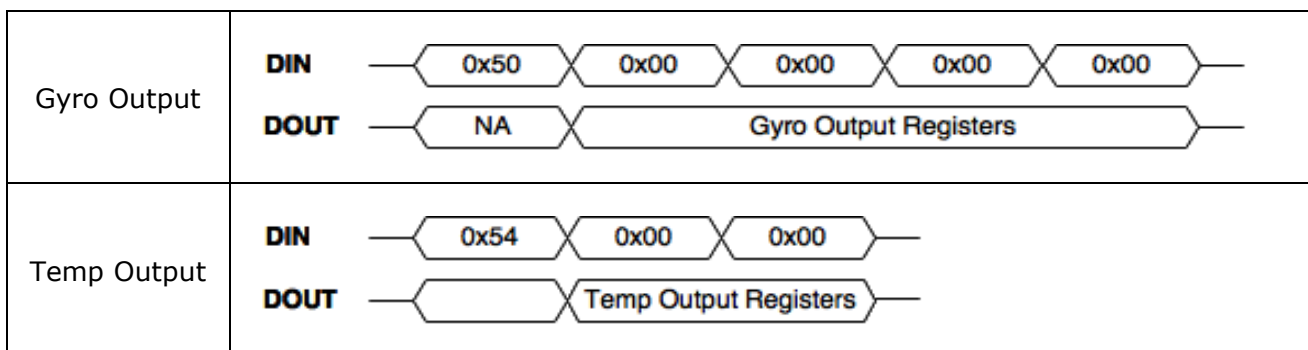 Gyro Output
DIN 0x50 0x00 0x00 0x00 0x00
DOUT NA Gyro Output Registers
Temp Output
DIN 0x54 0x00 0x00
DOUT Temp Output Registers